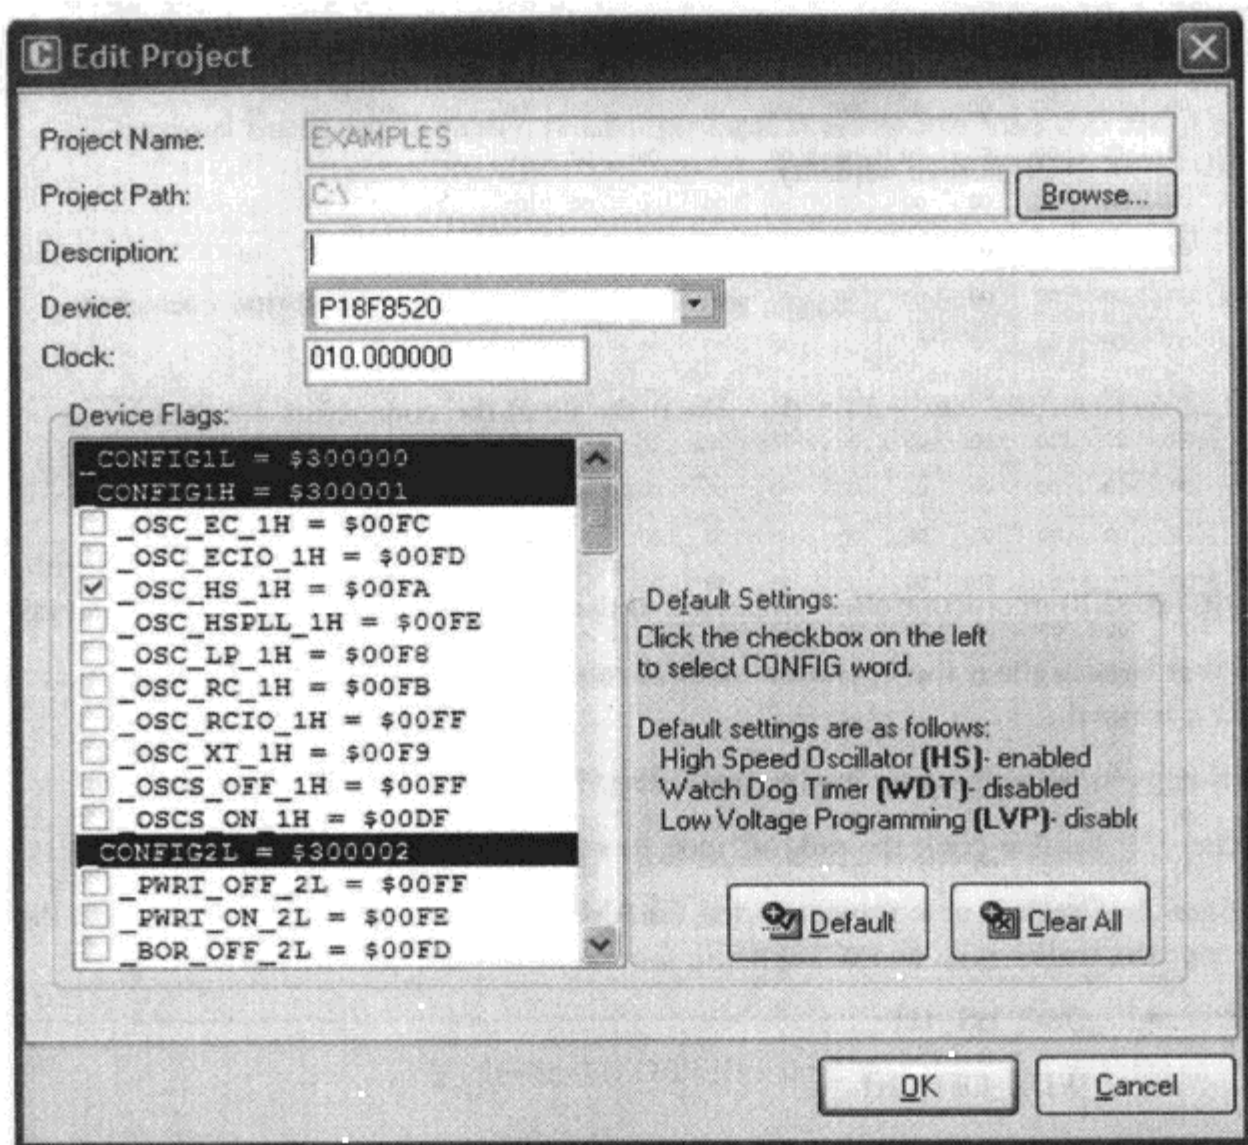 C Edit Project
Project Name: EXAMPLES
Project Path: C:\ Browse...
Description:
Device: P18F8520
Clock: 010.000000
Device Flags:
_CONFIG1L = $300000
_CONFIG1H = $300001
_OSC_EC_1H = $00FC
_OSC_ECIO_1H = $00FD
_OSC_HS_1H = $00FA
_OSC_HSPLL_1H = $00FE
_OSC_LP_1H = $00F8
_OSC_RC_1H = $00FB
_OSC_RCIO_1H = $00FF
_OSC_XT_1H = $00F9
_OSCS_OFF_1H = $00FF
_OSCS_ON_1H = $00DF
_CONFIG2L = $300002
_PWRT_OFF_2L = $00FF
_PWRT_ON_2L = $00FE
_BOR_OFF_2L = $00FD
Default Settings:
Click the checkbox on the left
to select CONFIG word.
Default settings are as follows:
High Speed Oscillator (HS)- enabled
Watch Dog Timer (WDT)- disabled
Low Voltage Programming (LVP)- disable
Default
Clear All
OK
Cancel